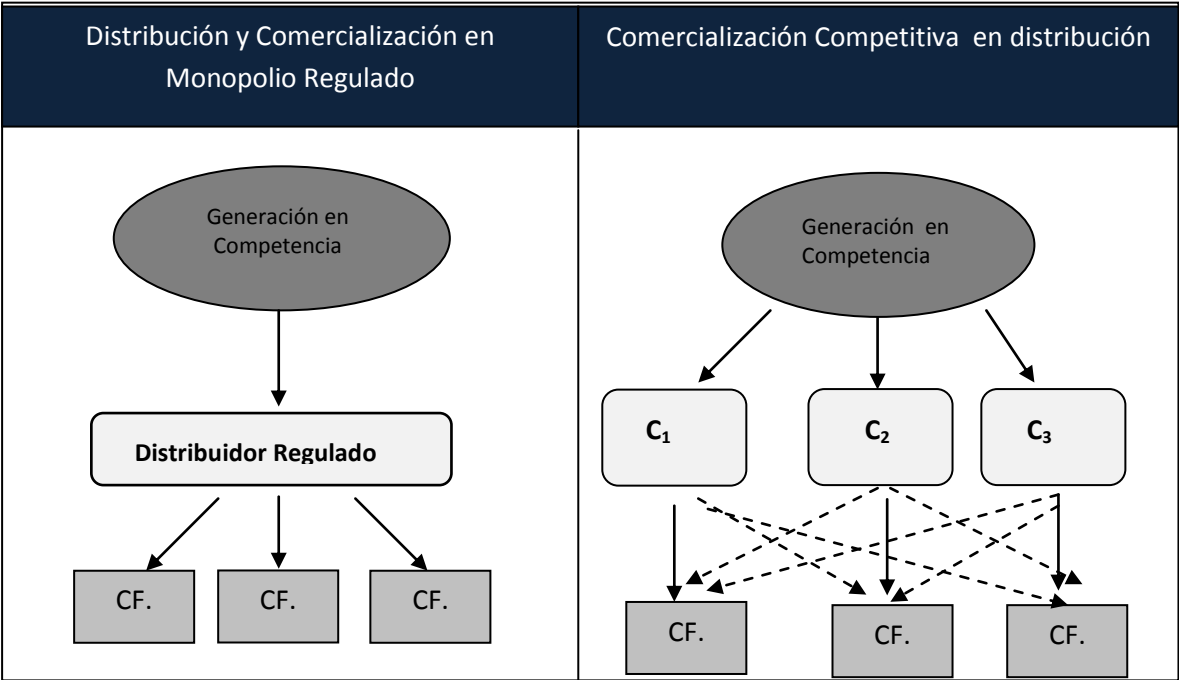 Distribución y Comercialización en
Monopolio Regulado
Generación en
Competencia
Distribuidor Regulado
CF.
CF.
CF.
Comercialización Competitiva en distribución
Generación en
Competencia
C₁
C₂
C₃
CF.
CF.
CF.